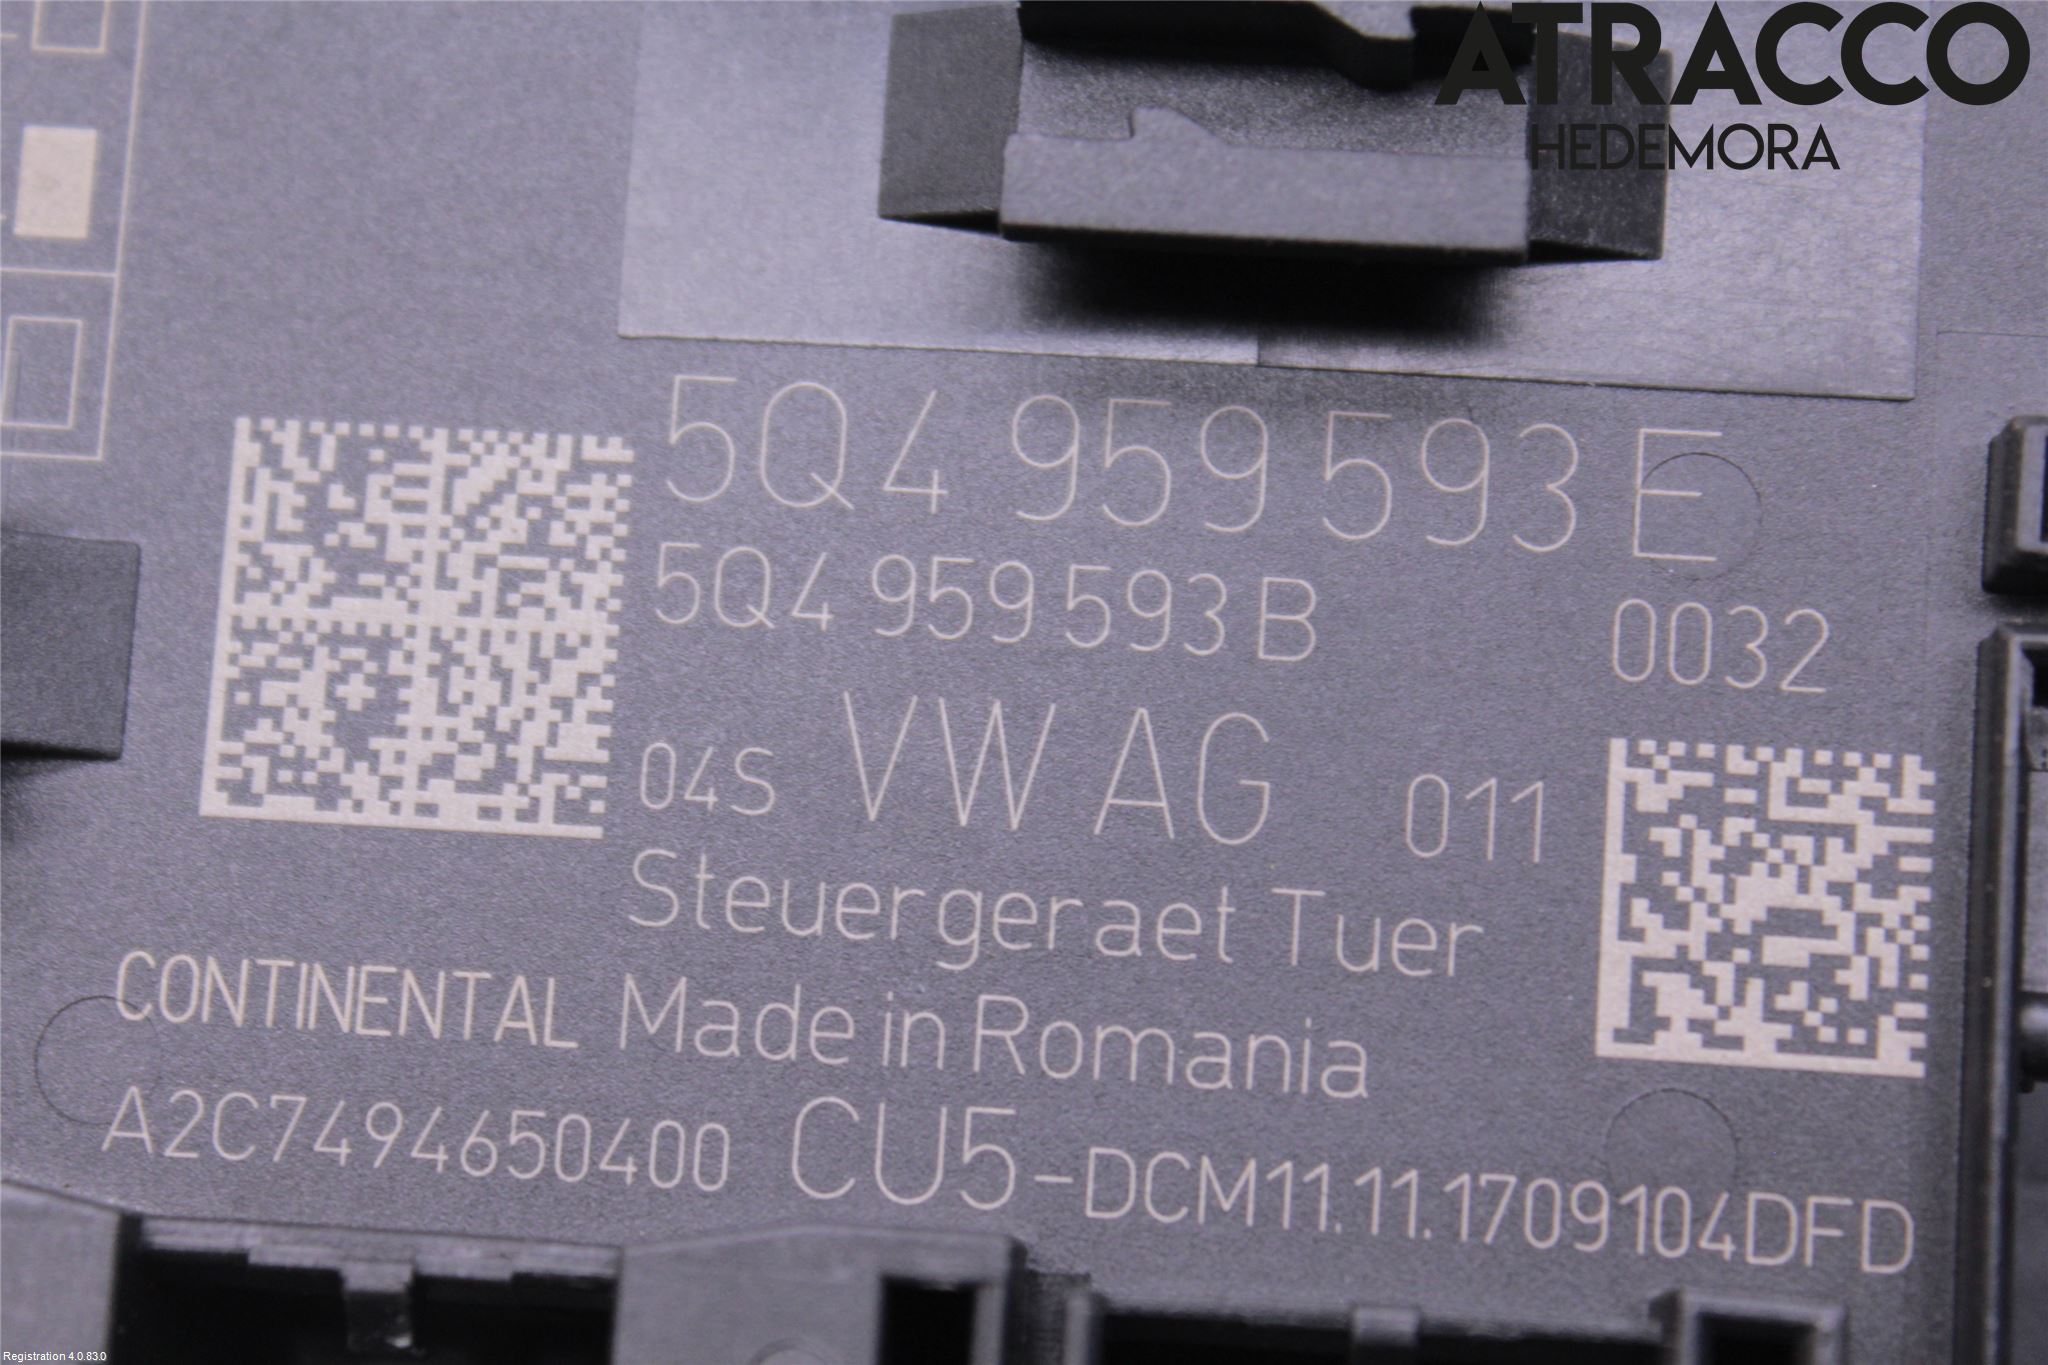 ATRACCO
HEDEMORA
5Q4 959 593 E
5Q4 959 593 B 0032
04S VW AG 011
Steuergeraet Tuer
CONTINENTAL Made in Romania
A2C7494650400 CU5-DCM11.11.1709104DFD
Registration 4.0.83.0